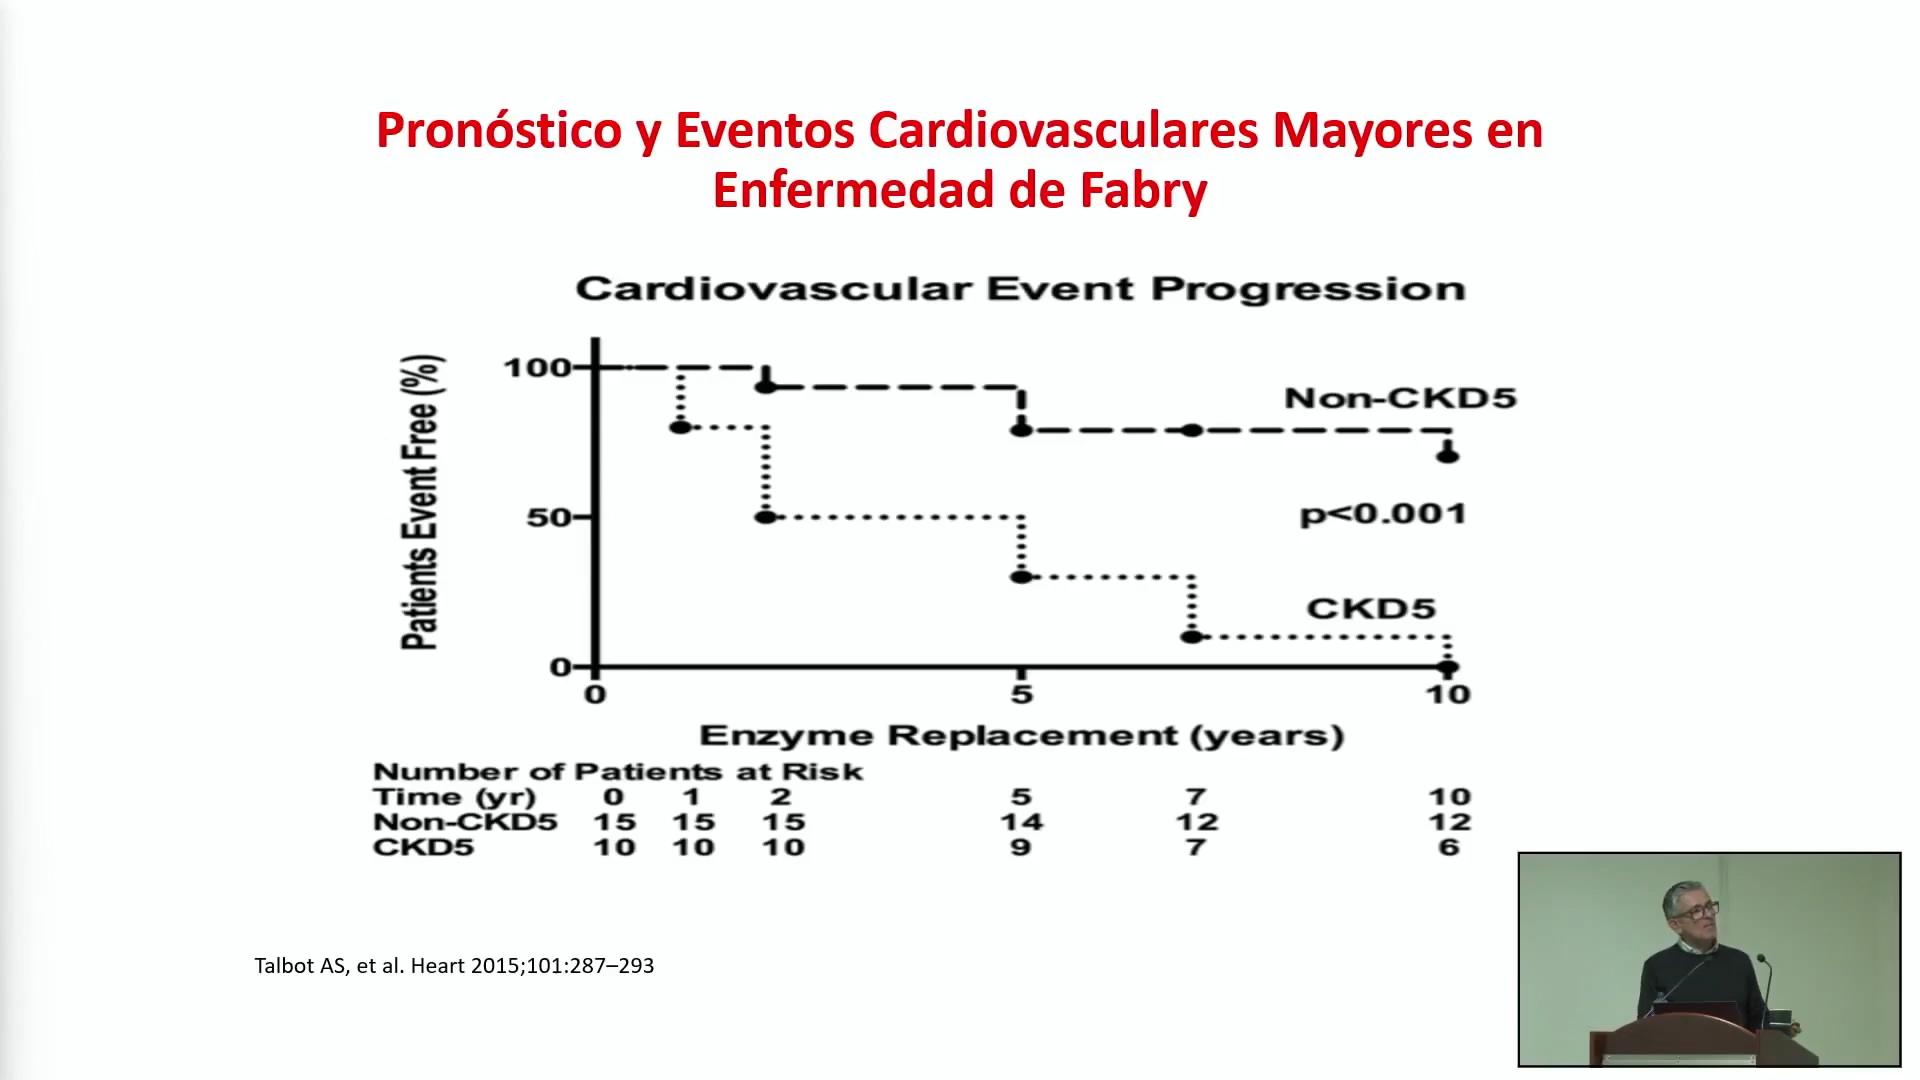 Pronóstico y Eventos Cardiovasculares Mayores en
Enfermedad de Fabry
Cardiovascular Event Progression
Patients Event Free (%)
100
50
0
Non-CKD5
p<0.001
CKD5
0 5 10
Enzyme Replacement (years)
Number of Patients at Risk
Time (yr) 0 1 2 5 7 10
Non-CKD5 15 15 15 14 12 12
CKD5 10 10 10 9 7 6
Talbot AS, et al. Heart 2015;101:287–293